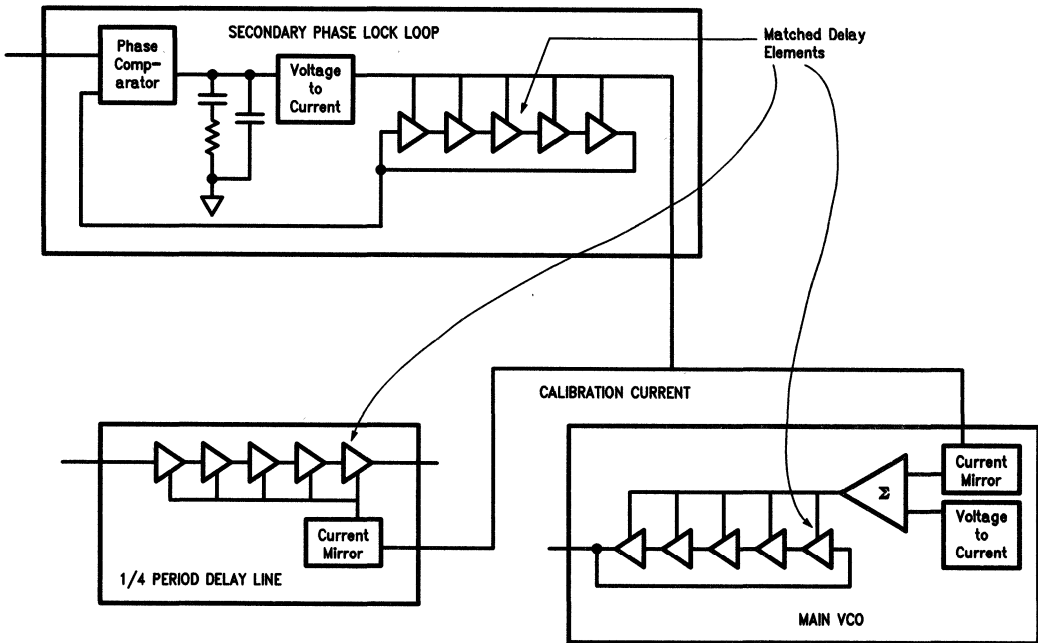 SECONDARY PHASE LOCK LOOP
Phase
Comp-
arator
Voltage
to
Current
Matched Delay
Elements
CALIBRATION CURRENT
Current
Mirror
1/4 PERIOD DELAY LINE
Σ
Current
Mirror
Voltage
to
Current
MAIN VCO